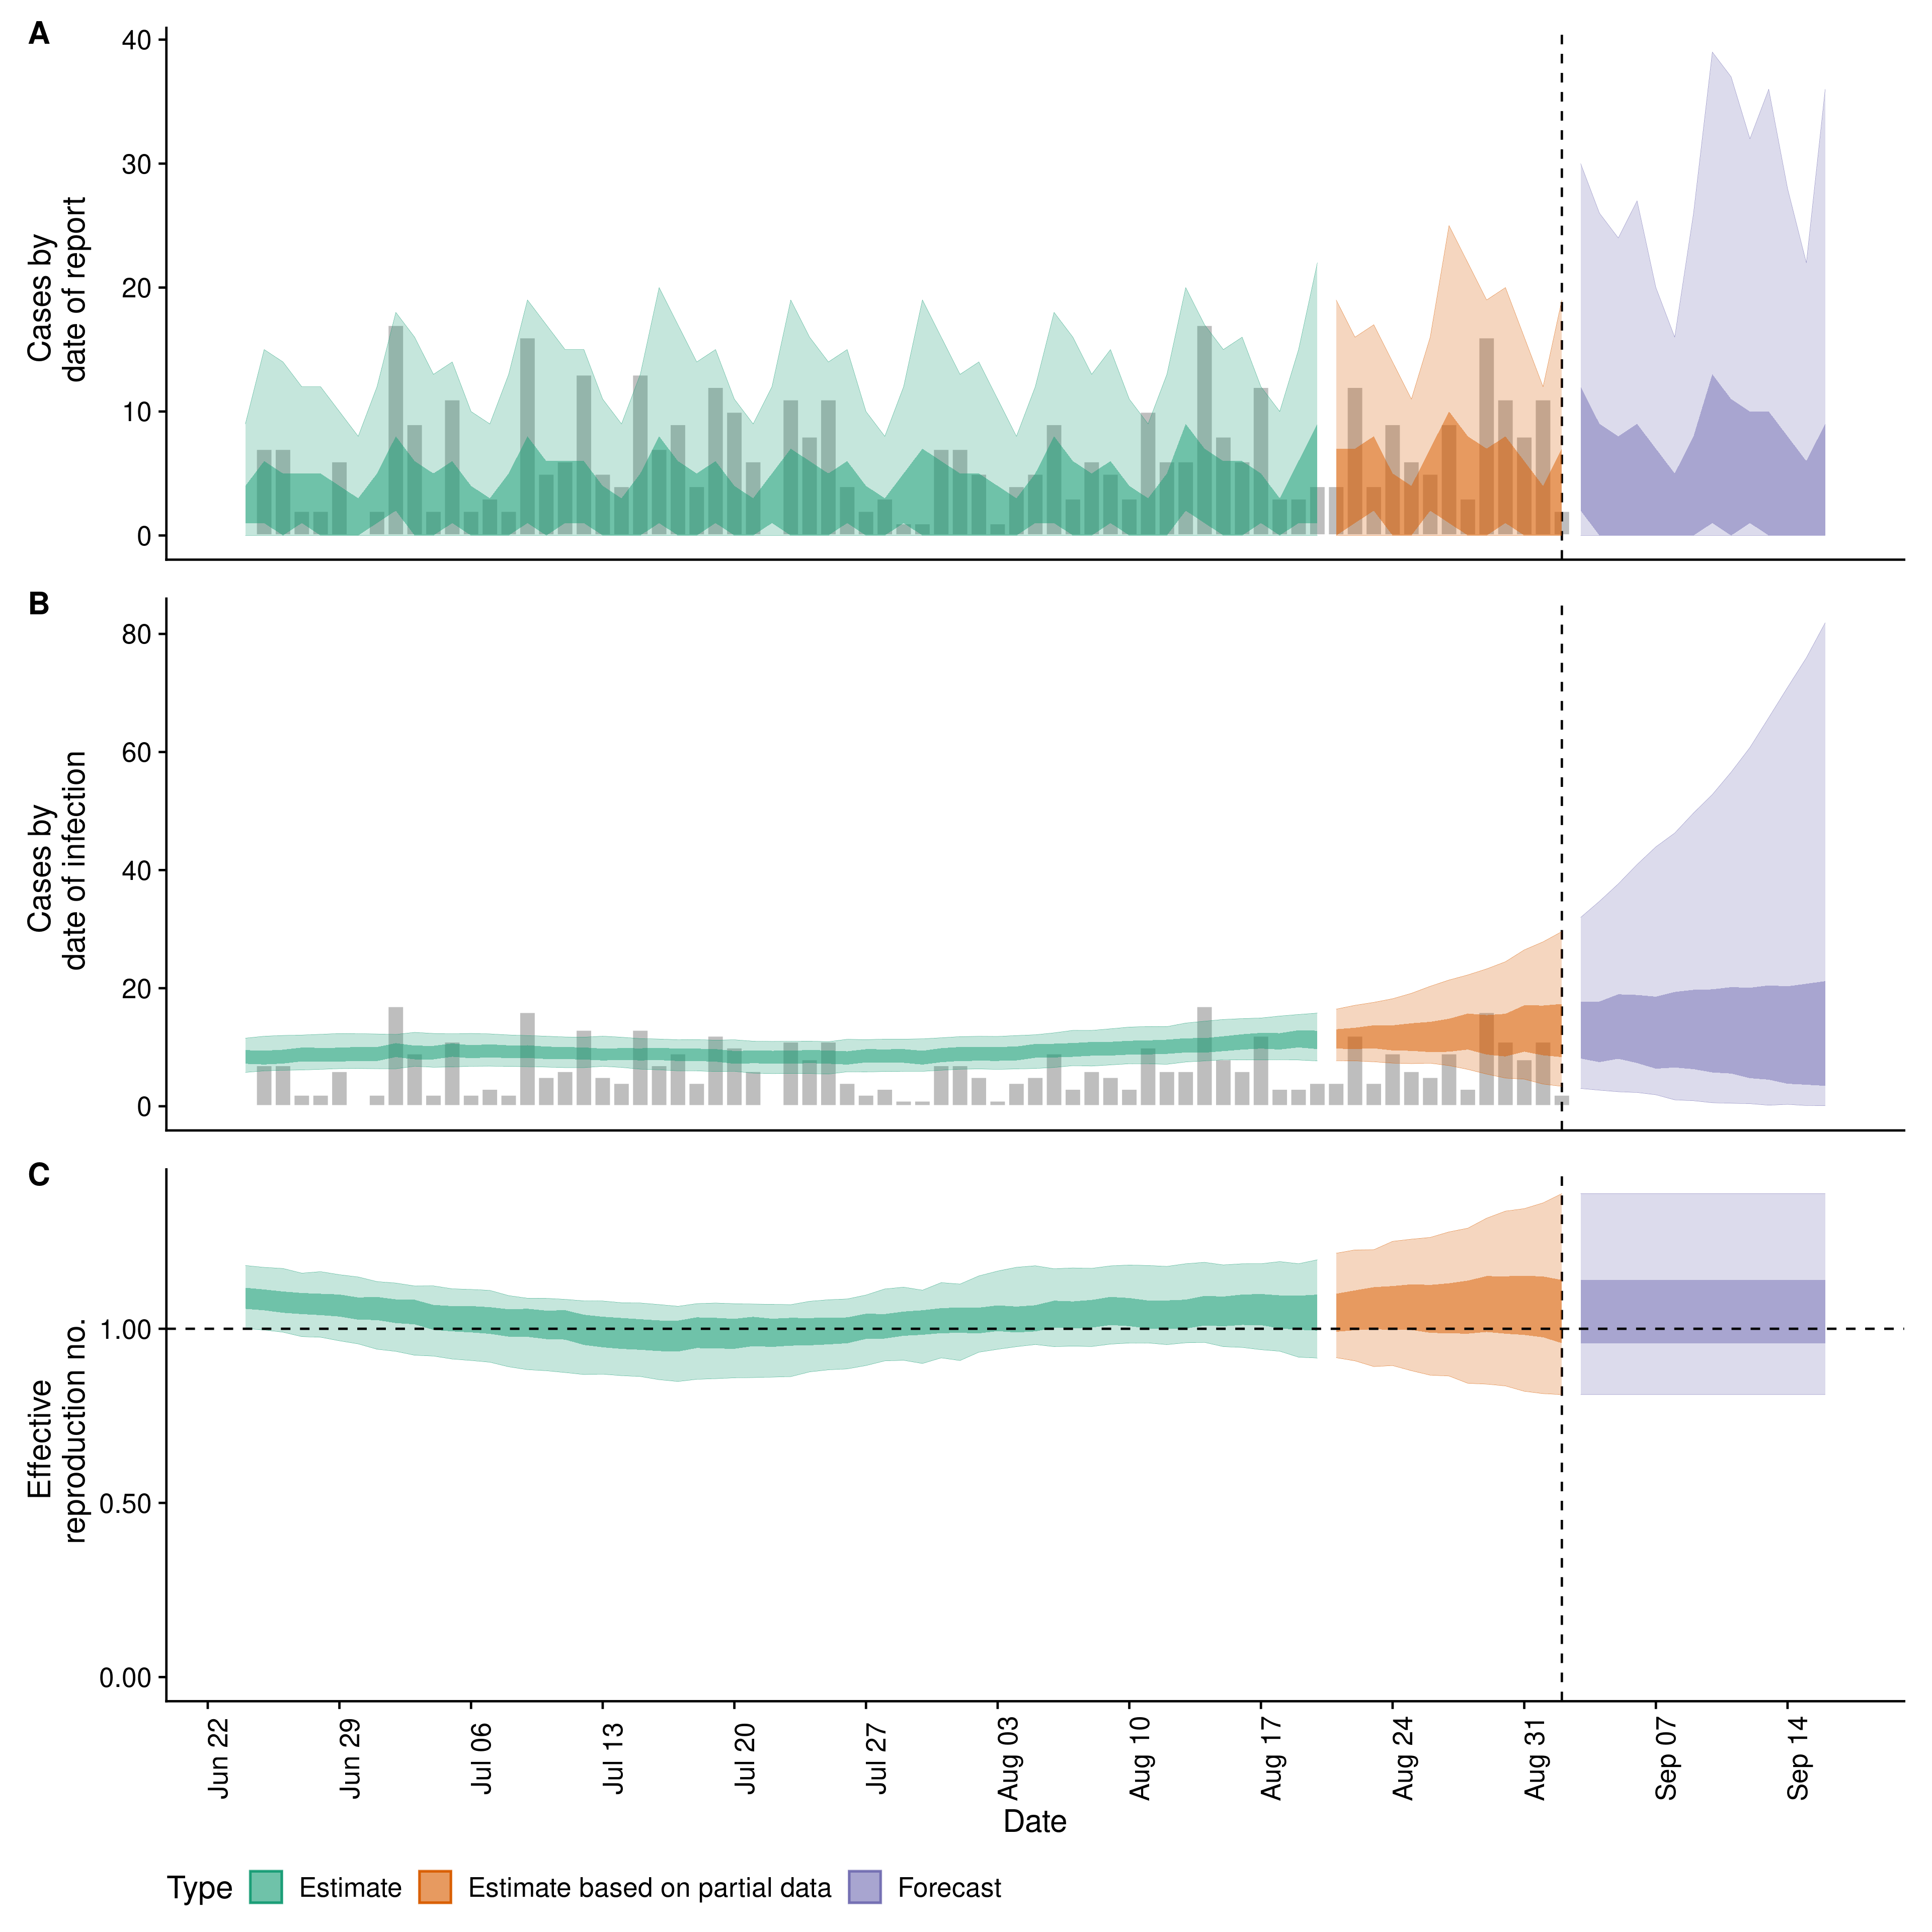 A
Cases by
date of report
40
30
20
10
0
B
Cases by
date of infection
80
60
40
20
0
C
Effective
reproduction no.
1.00
0.50
0.00
Jun 22
Jun 29
Jul 06
Jul 13
Jul 20
Jul 27
Aug 03
Aug 10
Aug 17
Aug 24
Aug 31
Sep 07
Sep 14
Date
Type Estimate Estimate based on partial data Forecast